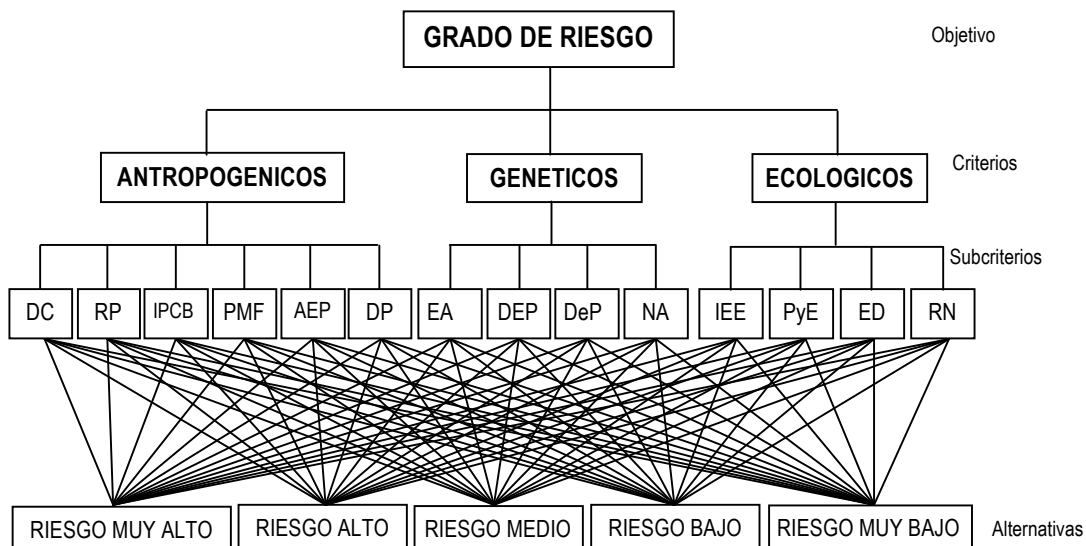 GRADO DE RIESGO
Objetivo
ANTROPOGENICOS
GENETICOS
ECOLOGICOS
Criterios
Subcriterios
DC
RP
IPCB
PMF
AEP
DP
EA
DEP
DeP
NA
IEE
PyE
ED
RN
RIESGO MUY ALTO
RIESGO ALTO
RIESGO MEDIO
RIESGO BAJO
RIESGO MUY BAJO
Alternativas